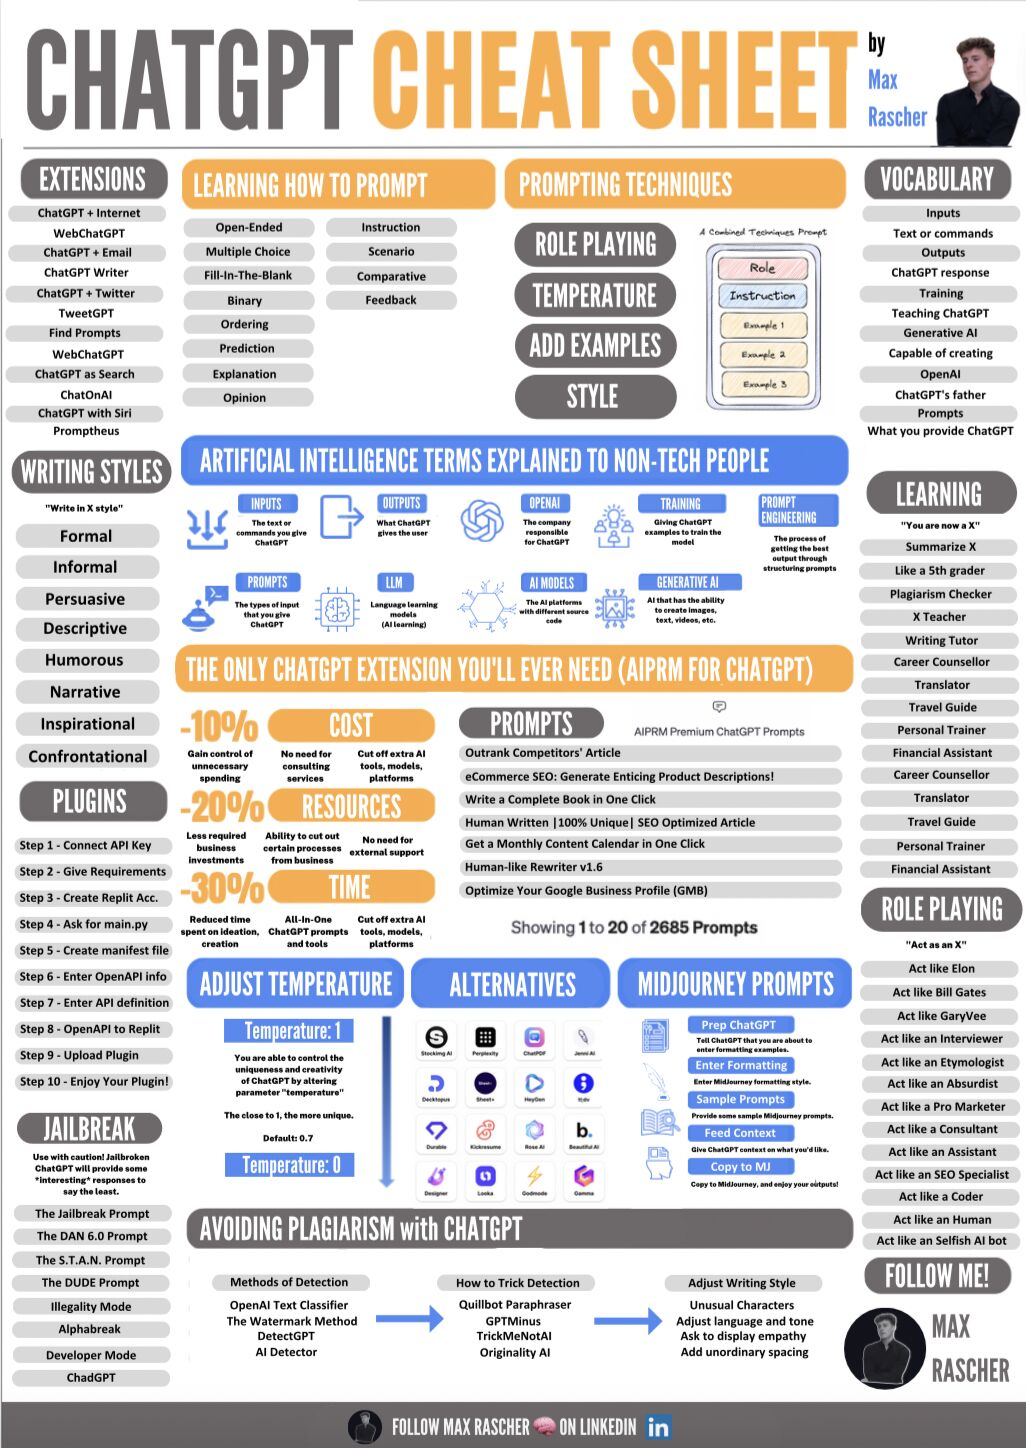 CHATGPT CHEAT SHEET
by
Max
Rascher
EXTENSIONS
ChatGPT + Internet
WebChatGPT
ChatGPT + Email
ChatGPT Writer
ChatGPT + Twitter
TweetGPT
Find Prompts
WebChatGPT
ChatGPT as Search
ChatOnAI
ChatGPT with Siri
Promptheus
LEARNING HOW TO PROMPT
Open-Ended
Multiple Choice
Fill-In-The-Blank
Binary
Ordering
Prediction
Explanation
Opinion
Instruction
Scenario
Comparative
Feedback
PROMPTING TECHNIQUES
ROLE PLAYING
TEMPERATURE
ADD EXAMPLES
STYLE
A Combined Techniques Prompt
Role
Instruction
Example 1
Example 2
Example 3
VOCABULARY
Inputs
Text or commands
Outputs
ChatGPT response
Training
Teaching ChatGPT
Generative AI
Capable of creating
OpenAI
ChatGPT's father
Prompts
What you provide ChatGPT
WRITING STYLES
"Write in X style"
Formal
Informal
Persuasive
Descriptive
Humorous
Narrative
Inspirational
Confrontational
ARTIFICIAL INTELLIGENCE TERMS EXPLAINED TO NON-TECH PEOPLE
INPUTS
The text or
commands you give
ChatGPT
OUTPUTS
What ChatGPT
gives the user
OPENAI
The company
responsible
for ChatGPT
TRAINING
Giving ChatGPT
examples to train the
model
PROMPT
ENGINEERING
The process of
getting the best
output through
structuring prompts
PROMPTS
The types of input
that you give
ChatGPT
LLM
Language learning
models
(AI learning)
AI MODELS
The AI platforms
with different source
code
GENERATIVE AI
AI that has the ability
to create images,
text, videos, etc.
LEARNING
"You are now a X"
Summarize X
Like a 5th grader
Plagiarism Checker
X Teacher
Writing Tutor
Career Counsellor
Translator
Travel Guide
Personal Trainer
Financial Assistant
Career Counsellor
Translator
Travel Guide
Personal Trainer
Financial Assistant
THE ONLY CHATGPT EXTENSION YOU'LL EVER NEED (AIPRM FOR CHATGPT)
-10%
COST
Gain control of
unnecessary
spending
No need for
consulting
services
Cut off extra AI
tools, models,
platforms
-20%
RESOURCES
Less required
business
investments
Ability to cut out
certain processes
from business
No need for
external support
-30%
TIME
Reduced time
spent on ideation,
creation
All-In-One
ChatGPT prompts
and tools
Cut off extra AI
tools, models,
platforms
PROMPTS
AIPRM Premium ChatGPT Prompts
Outrank Competitors' Article
eCommerce SEO: Generate Enticing Product Descriptions!
Write a Complete Book in One Click
Human Written |100% Unique| SEO Optimized Article
Get a Monthly Content Calendar in One Click
Human-like Rewriter v1.6
Optimize Your Google Business Profile (GMB)
Showing 1 to 20 of 2685 Prompts
PLUGINS
Step 1 - Connect API Key
Step 2 - Give Requirements
Step 3 - Create Replit Acc.
Step 4 - Ask for main.py
Step 5 - Create manifest file
Step 6 - Enter OpenAPI info
Step 7 - Enter API definition
Step 8 - OpenAPI to Replit
Step 9 - Upload Plugin
Step 10 - Enjoy Your Plugin!
ADJUST TEMPERATURE
Temperature: 1
You are able to control the
uniqueness and creativity
of ChatGPT by altering
parameter "temperature"
The close to 1, the more unique.
Default: 0.7
Temperature: 0
ALTERNATIVES
Stocking AI
Perplexity
ChatPDF
Jenni AI
Decktopus
Sheet+
Sheet+
HeyGen
tl;dv
Durable
Kickresume
Rose AI
b.
Beautiful AI
Designer
Looka
Godmode
Gamma
MIDJOURNEY PROMPTS
Prep ChatGPT
Tell ChatGPT that you are about to
enter formatting examples.
Enter Formatting
Enter MidJourney formatting style.
Sample Prompts
Provide some sample Midjourney prompts.
Feed Context
Give ChatGPT context on what you'd like.
Copy to MJ
Copy to MidJourney, and enjoy your outputs!
ROLE PLAYING
"Act as an X"
Act like Elon
Act like Bill Gates
Act like GaryVee
Act like an Interviewer
Act like an Etymologist
Act like an Absurdist
Act like a Pro Marketer
Act like a Consultant
Act like an Assistant
Act like an SEO Specialist
Act like a Coder
Act like an Human
Act like an Selfish AI bot
JAILBREAK
Use with caution! Jailbroken
ChatGPT will provide some
*interesting* responses to
say the least.
The Jailbreak Prompt
The DAN 6.0 Prompt
The S.T.A.N. Prompt
The DUDE Prompt
Illegality Mode
Alphabreak
Developer Mode
ChadGPT
AVOIDING PLAGIARISM with CHATGPT
Methods of Detection
OpenAI Text Classifier
The Watermark Method
DetectGPT
AI Detector
How to Trick Detection
Quillbot Paraphraser
GPTMinus
TrickMeNotAI
Originality AI
Adjust Writing Style
Unusual Characters
Adjust language and tone
Ask to display empathy
Add unordinary spacing
FOLLOW ME!
MAX
RASCHER
FOLLOW MAX RASCHER ON LINKEDIN
in